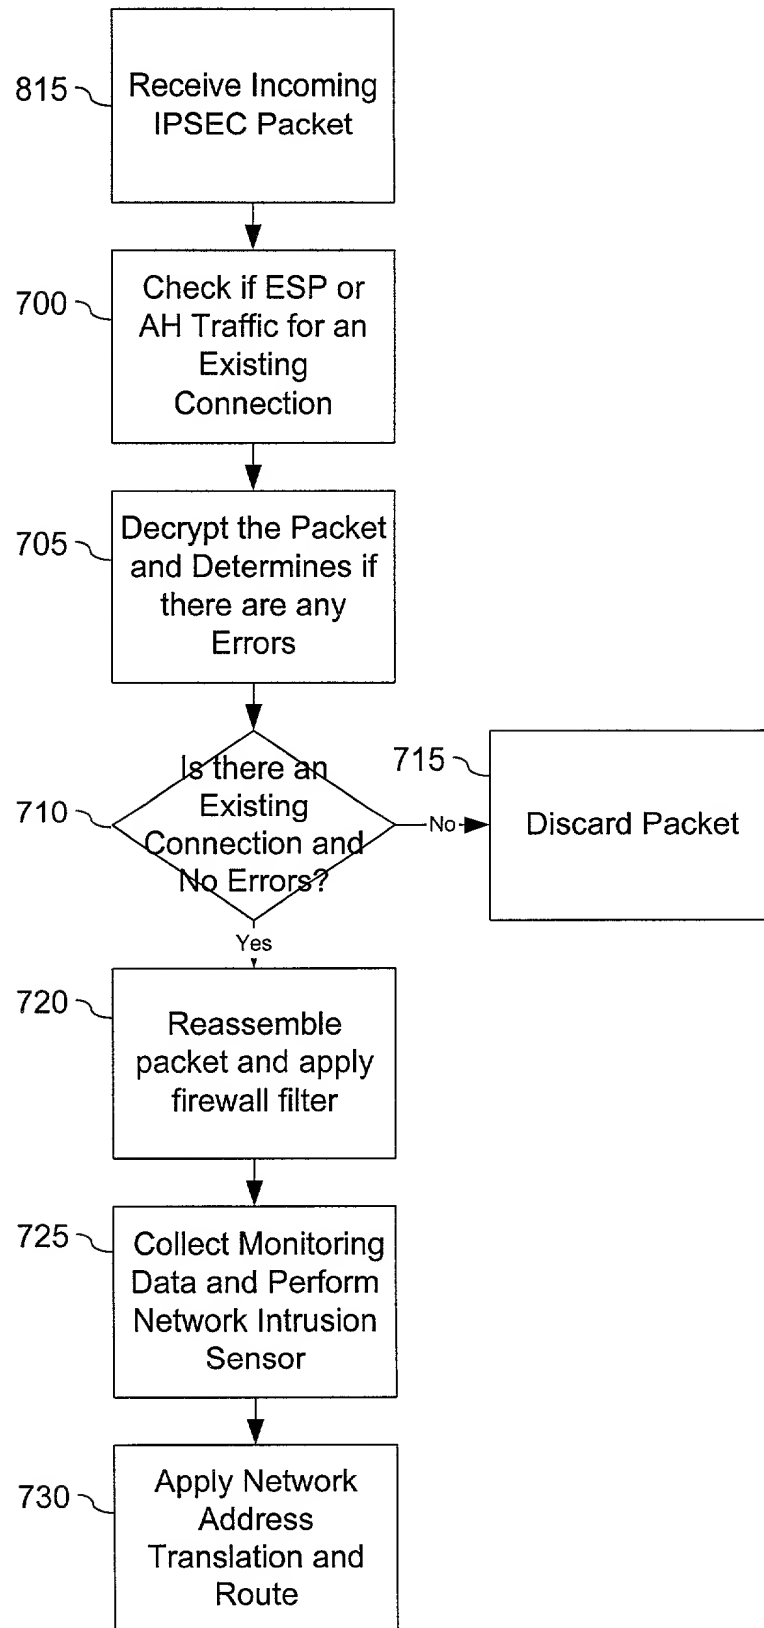 815
Receive Incoming
IPSEC Packet
700
Check if ESP or
AH Traffic for an
Existing
Connection
705
Decrypt the Packet
and Determines if
there are any
Errors
710
Is there an
Existing
Connection and
No Errors?
No
715
Discard Packet
Yes
720
Reassemble
packet and apply
firewall filter
725
Collect Monitoring
Data and Perform
Network Intrusion
Sensor
730
Apply Network
Address
Translation and
Route